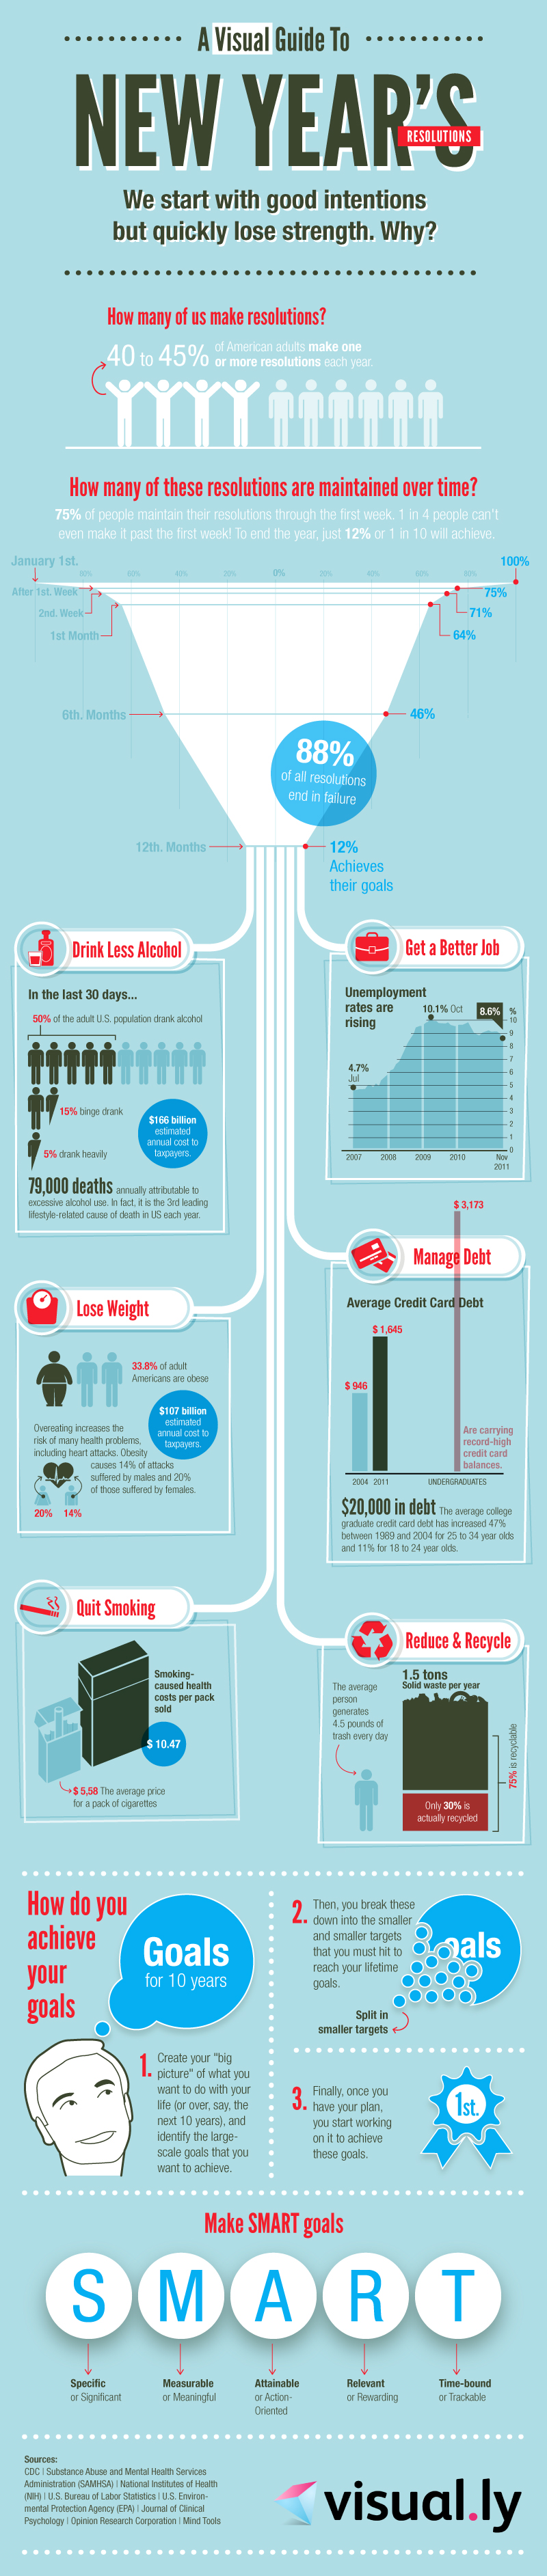 A Visual Guide To
NEW YEAR'S
RESOLUTIONS
We start with good intentions
but quickly lose strength. Why?
How many of us make resolutions?
40 to 45% of American adults make one
or more resolutions each year.
How many of these resolutions are maintained over time?
75% of people maintain their resolutions through the first week. 1 in 4 people can't
even make it past the first week! To end the year, just 12% or 1 in 10 will achieve.
January 1st.
100%
80% 60% 40% 20% 0% 20% 40% 60% 80%
After 1st. Week
75%
2nd. Week
71%
1st Month
64%
6th. Months
46%
88%
of all resolutions
end in failure
12th. Months
12%
Achieves
their goals
Drink Less Alcohol
In the last 30 days...
50% of the adult U.S. population drank alcohol
15% binge drank
$166 billion
estimated
annual cost to
taxpayers.
5% drank heavily
79,000 deaths annually attributable to
excessive alcohol use. In fact, it is the 3rd leading
lifestyle-related cause of death in US each year.
Get a Better Job
Unemployment
rates are
rising
10.1% Oct
8.6%
%
10
9
8
7
6
5
4
3
2
1
0
4.7%
Jul
2007 2008 2009 2010 Nov
2011
Lose Weight
33.8% of adult
Americans are obese
$107 billion
estimated
annual cost to
taxpayers.
Overeating increases the
risk of many health problems,
including heart attacks. Obesity
causes 14% of attacks
suffered by males and 20%
of those suffered by females.
20% 14%
$ 3,173
Manage Debt
Average Credit Card Debt
$ 1,645
$ 946
Are carrying
record-high
credit card
balances.
2004 2011 UNDERGRADUATES
$20,000 in debt The average college
graduate credit card debt has increased 47%
between 1989 and 2004 for 25 to 34 year olds
and 11% for 18 to 24 year olds.
Quit Smoking
Smoking-
caused health
costs per pack
sold
$ 10.47
$ 5,58 The average price
for a pack of cigarettes
Reduce & Recycle
1.5 tons
Solid waste per year
The average
person
generates
4.5 pounds of
trash every day
75% is recyclable
Only 30% is
actually recycled
How do you
achieve
your
goals
Goals
for 10 years
1. Create your "big
picture" of what you
want to do with your
life (or over, say, the
next 10 years), and
identify the large-
scale goals that you
want to achieve.
2. Then, you break these
down into the smaller
and smaller targets
that you must hit to
reach your lifetime
goals.
oals
Split in
smaller targets
3. Finally, once you
have your plan,
you start working
on it to achieve
these goals.
1st.
Make SMART goals
S M A R T
Specific
or Significant
Measurable
or Meaningful
Attainable
or Action-
Oriented
Relevant
or Rewarding
Time-bound
or Trackable
Sources:
CDC | Substance Abuse and Mental Health Services
Administration (SAMHSA) | National Institutes of Health
(NIH) | U.S. Bureau of Labor Statistics | U.S. Environ-
mental Protection Agency (EPA) | Journal of Clinical
Psychology | Opinion Research Corporation | Mind Tools
visual.ly